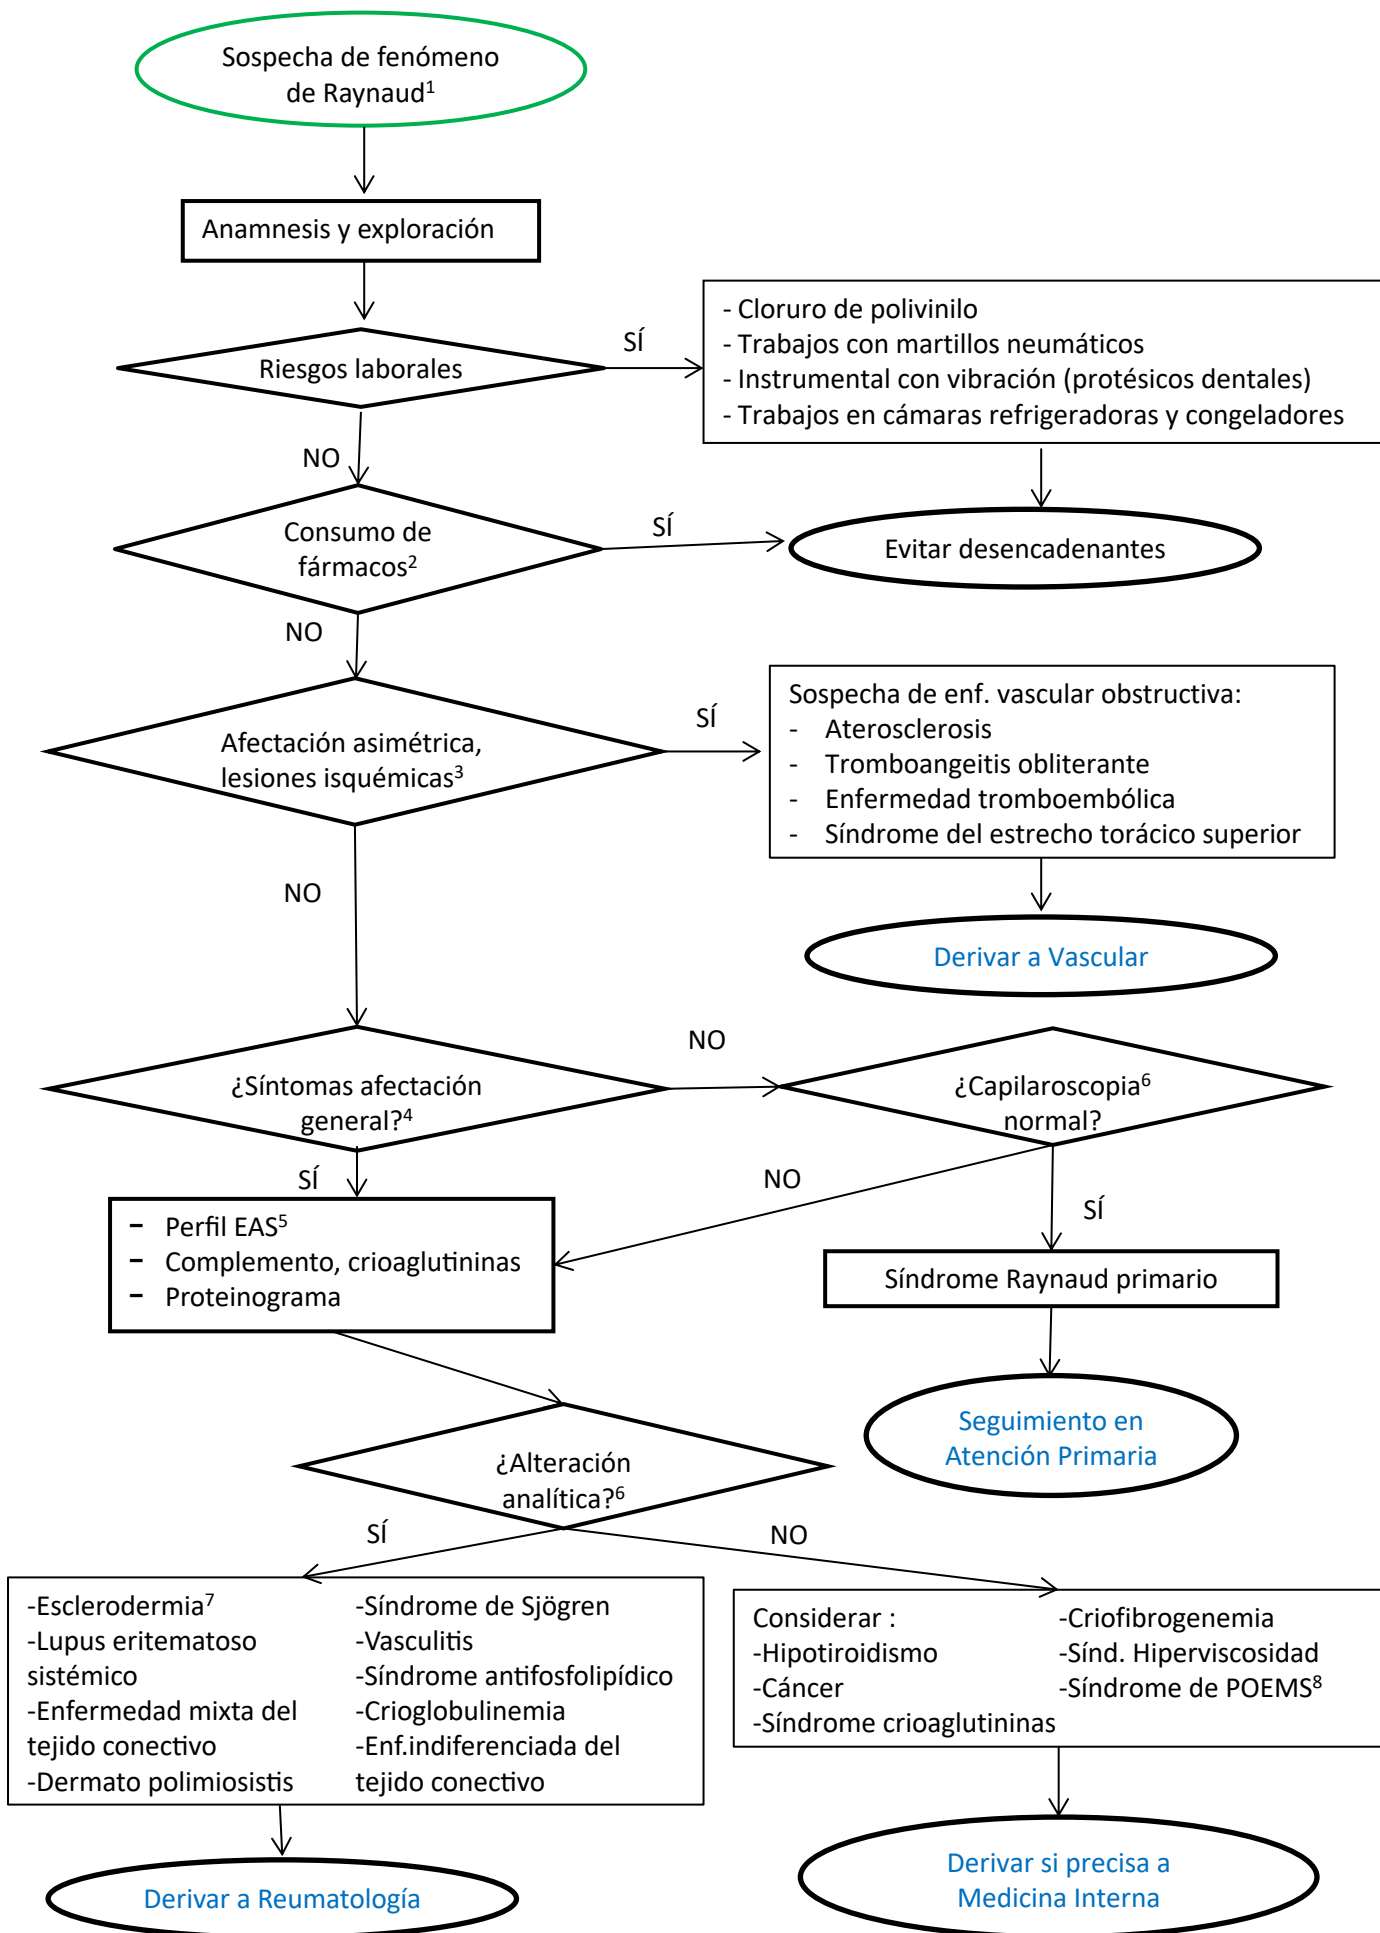 Sospecha de fenómeno
de Raynaud¹
Anamnesis y exploración
Riesgos laborales
SÍ
- Cloruro de polivinilo
- Trabajos con martillos neumáticos
- Instrumental con vibración (protésicos dentales)
- Trabajos en cámaras refrigeradoras y congeladores
NO
Consumo de
fármacos²
SÍ
Evitar desencadenantes
NO
Afectación asimétrica,
lesiones isquémicas³
SÍ
Sospecha de enf. vascular obstructiva:
- Aterosclerosis
- Tromboangeitis obliterante
- Enfermedad tromboembólica
- Síndrome del estrecho torácico superior
NO
Derivar a Vascular
¿Síntomas afectación
general?⁴
NO
¿Capilaroscopia⁶
normal?
SÍ
NO
SÍ
- Perfil EAS⁵
- Complemento, crioaglutininas
- Proteinograma
Síndrome Raynaud primario
Seguimiento en
Atención Primaria
¿Alteración
analítica?⁶
SÍ
NO
-Esclerodermia⁷
-Lupus eritematoso
sistémico
-Enfermedad mixta del
tejido conectivo
-Dermato polimiosistis
-Síndrome de Sjögren
-Vasculitis
-Síndrome antifosfolipídico
-Crioglobulinemia
-Enf.indiferenciada del
tejido conectivo
Considerar :
-Hipotiroidismo
-Cáncer
-Síndrome crioaglutininas
-Criofibrogenemia
-Sínd. Hiperviscosidad
-Síndrome de POEMS⁸
Derivar a Reumatología
Derivar si precisa a
Medicina Interna